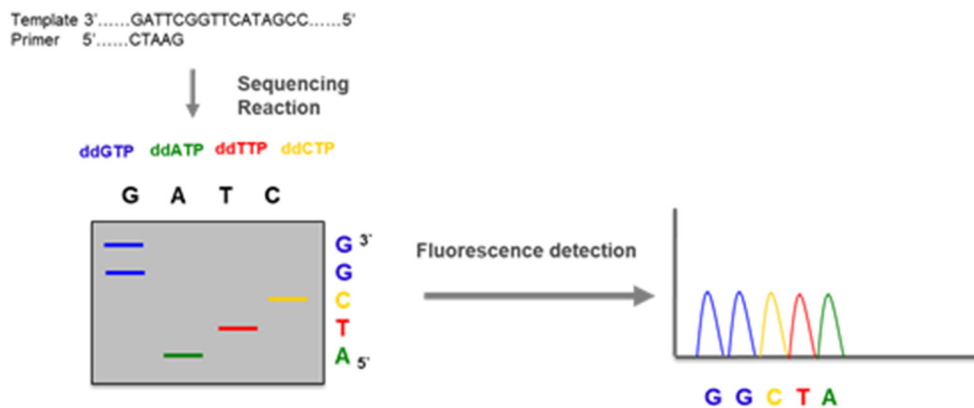 Template 3'......GATTCGGTTCATAGCC......5'
Primer 5'......CTAAG
Sequencing
Reaction
ddGTP ddATP ddTTP ddCTP
G A T C
G 3'
G
C
T
A 5'
Fluorescence detection
G G C T A